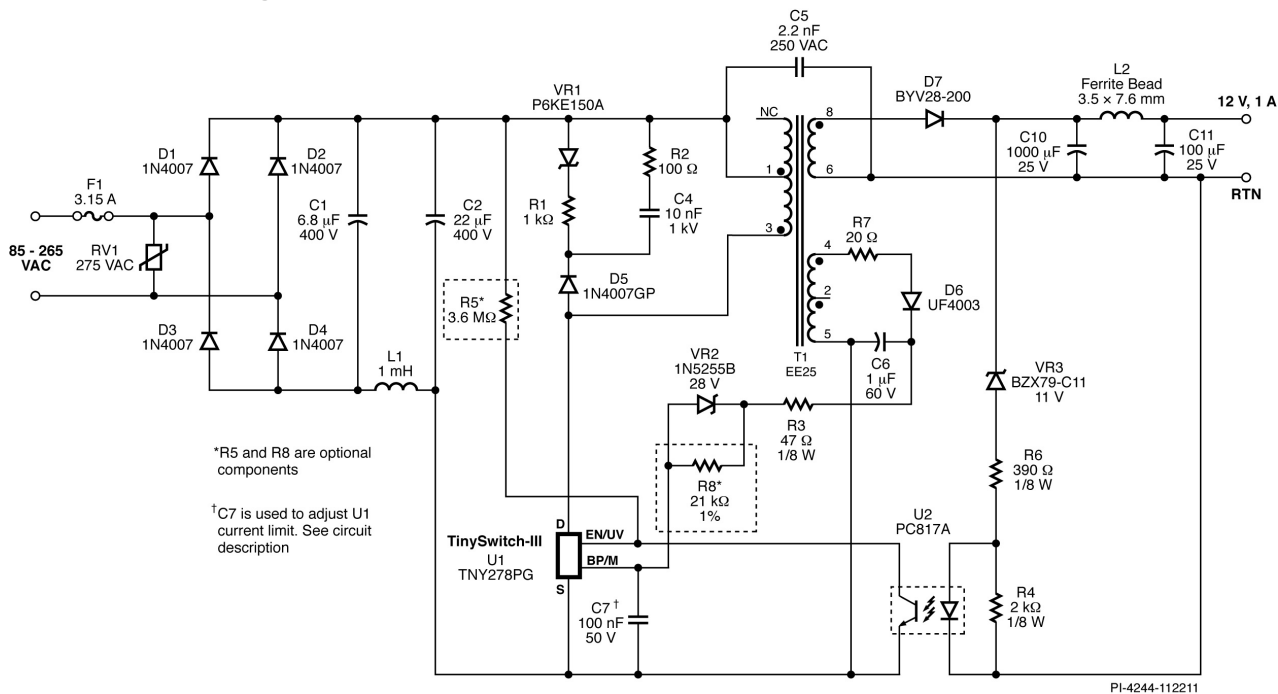 C5
2.2 nF
250 VAC
VR1
P6KE150A
D7
BYV28-200
L2
Ferrite Bead
3.5 × 7.6 mm
12 V, 1 A
NC
8
1
6
3
D1
1N4007
D2
1N4007
R2
100 Ω
C10
1000 µF
25 V
C11
100 µF
25 V
RTN
F1
3.15 A
C1
6.8 µF
400 V
C2
22 µF
400 V
R1
1 kΩ
C4
10 nF
1 kV
85 - 265
VAC
RV1
275 VAC
R7
20 Ω
4
2
5
D5
1N4007GP
D6
UF4003
R5*
3.6 MΩ
D3
1N4007
D4
1N4007
L1
1 mH
T1
EE25
C6
1 µF
60 V
VR2
1N5255B
28 V
VR3
BZX79-C11
11 V
R3
47 Ω
1/8 W
*R5 and R8 are optional
components
R8*
21 kΩ
1%
R6
390 Ω
1/8 W
†C7 is used to adjust U1
current limit. See circuit
description
U2
PC817A
D
EN/UV
BP/M
S
TinySwitch-III
U1
TNY278PG
C7†
100 nF
50 V
R4
2 kΩ
1/8 W
PI-4244-112211